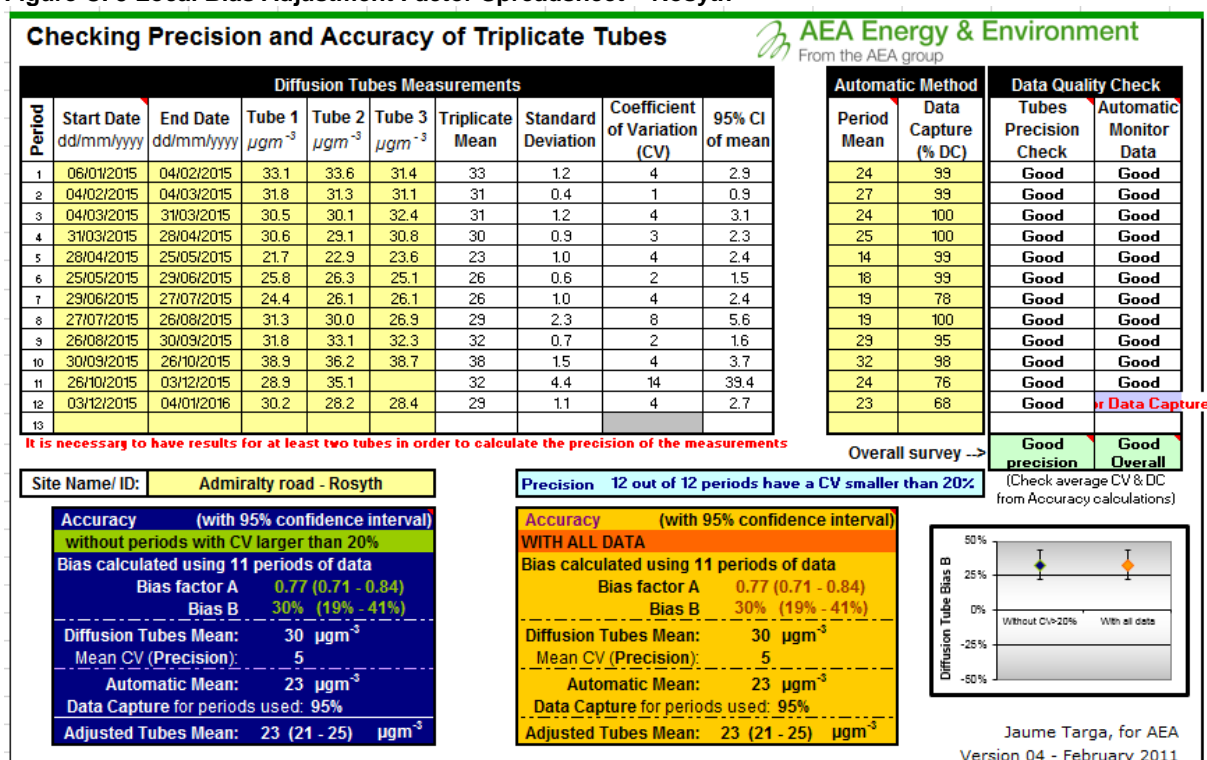 Figure C. 6 Local Bias Adjustment Factor Spreadsheet - Rosyth
Checking Precision and Accuracy of Triplicate Tubes
AEA Energy & Environment
From the AEA group
Diffusion Tubes Measurements
Automatic Method
Data Quality Check
Period
Start Date dd/mm/yyyy
End Date dd/mm/yyyy
Tube 1 µgm-3
Tube 2 µgm-3
Tube 3 µgm-3
Triplicate Mean
Standard Deviation
Coefficient of Variation (CV)
95% CI of mean
Period Mean
Data Capture (% DC)
Tubes Precision Check
Automatic Monitor Data
1 06/01/2015 04/02/2015 33.1 33.6 31.4 33 1.2 4 2.9 24 99 Good Good
2 04/02/2015 04/03/2015 31.8 31.3 31.1 31 0.4 1 0.9 27 99 Good Good
3 04/03/2015 31/03/2015 30.5 30.1 32.4 31 1.2 4 3.1 24 100 Good Good
4 31/03/2015 28/04/2015 30.6 29.1 30.8 30 0.9 3 2.3 25 100 Good Good
5 28/04/2015 25/05/2015 21.7 22.9 23.6 23 1.0 4 2.4 14 99 Good Good
6 25/05/2015 29/06/2015 25.8 26.3 25.1 26 0.6 2 1.5 18 99 Good Good
7 29/06/2015 27/07/2015 24.4 26.1 26.1 26 1.0 4 2.4 19 78 Good Good
8 27/07/2015 26/08/2015 31.3 30.0 26.9 29 2.3 8 5.6 19 100 Good Good
9 26/08/2015 30/09/2015 31.8 33.1 32.3 32 0.7 2 1.6 29 95 Good Good
10 30/09/2015 26/10/2015 38.9 36.2 38.7 38 1.5 4 3.7 32 98 Good Good
11 26/10/2015 03/12/2015 28.9 35.1 32 4.4 14 39.4 24 76 Good Good
12 03/12/2015 04/01/2016 30.2 28.2 28.4 29 1.1 4 2.7 23 68 Good r Data Capture
13
It is necessary to have results for at least two tubes in order to calculate the precision of the measurements
Overall survey -->
Good precision
Good Overall
Site Name/ ID: Admiralty road - Rosyth
Precision 12 out of 12 periods have a CV smaller than 20%
(Check average CV & DC
from Accuracy calculations)
Accuracy (with 95% confidence interval)
without periods with CV larger than 20%
Bias calculated using 11 periods of data
Bias factor A 0.77 (0.71 - 0.84)
Bias B 30% (19% - 41%)
Diffusion Tubes Mean: 30 µgm-3
Mean CV (Precision): 5
Automatic Mean: 23 µgm-3
Data Capture for periods used: 95%
Adjusted Tubes Mean: 23 (21 - 25) µgm-3
Accuracy (with 95% confidence interval)
WITH ALL DATA
Bias calculated using 11 periods of data
Bias factor A 0.77 (0.71 - 0.84)
Bias B 30% (19% - 41%)
Diffusion Tubes Mean: 30 µgm-3
Mean CV (Precision): 5
Automatic Mean: 23 µgm-3
Data Capture for periods used: 95%
Adjusted Tubes Mean: 23 (21 - 25) µgm-3
Diffusion Tube Bias B
50%
25%
0%
-25%
-50%
Without CV>20%
With all data
Jaume Targa, for AEA
Version 04 - February 2011